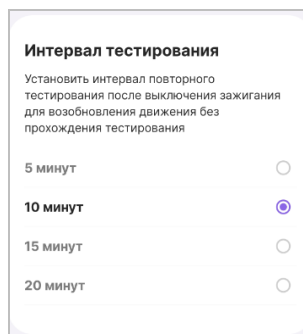 Интервал тестирования
Установить интервал повторного
тестирования после выключения зажигания
для возобновления движения без
прохождения тестирования
5 минут
10 минут
15 минут
20 минут